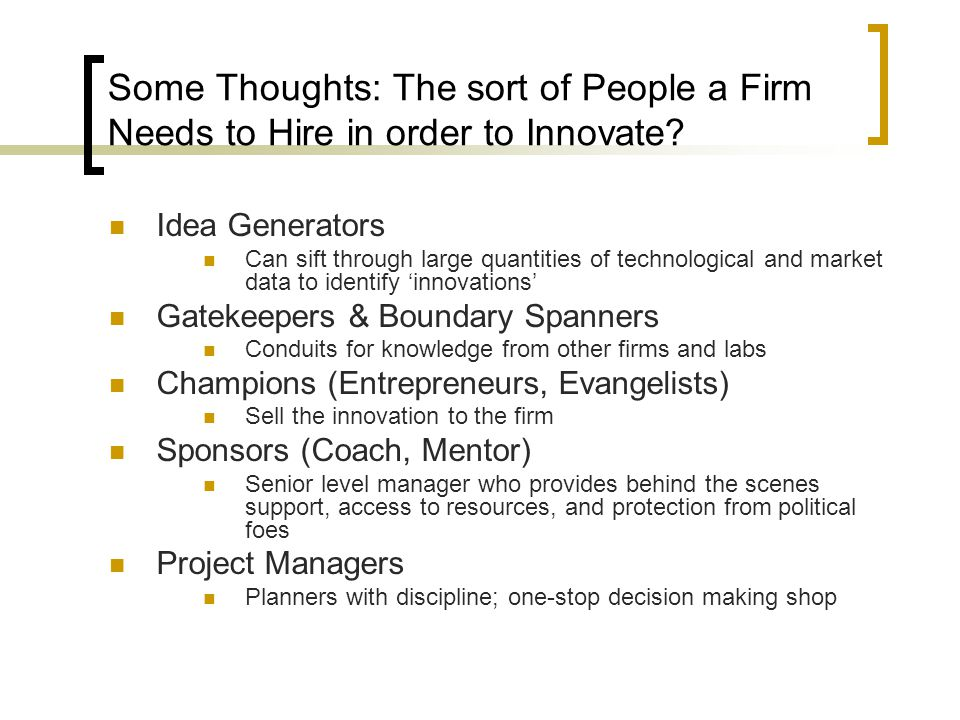 Some Thoughts: The sort of People a Firm
Needs to Hire in order to Innovate?
Idea Generators
Can sift through large quantities of technological and market
data to identify ‘innovations’
Gatekeepers & Boundary Spanners
Conduits for knowledge from other firms and labs
Champions (Entrepreneurs, Evangelists)
Sell the innovation to the firm
Sponsors (Coach, Mentor)
Senior level manager who provides behind the scenes
support, access to resources, and protection from political
foes
Project Managers
Planners with discipline; one-stop decision making shop